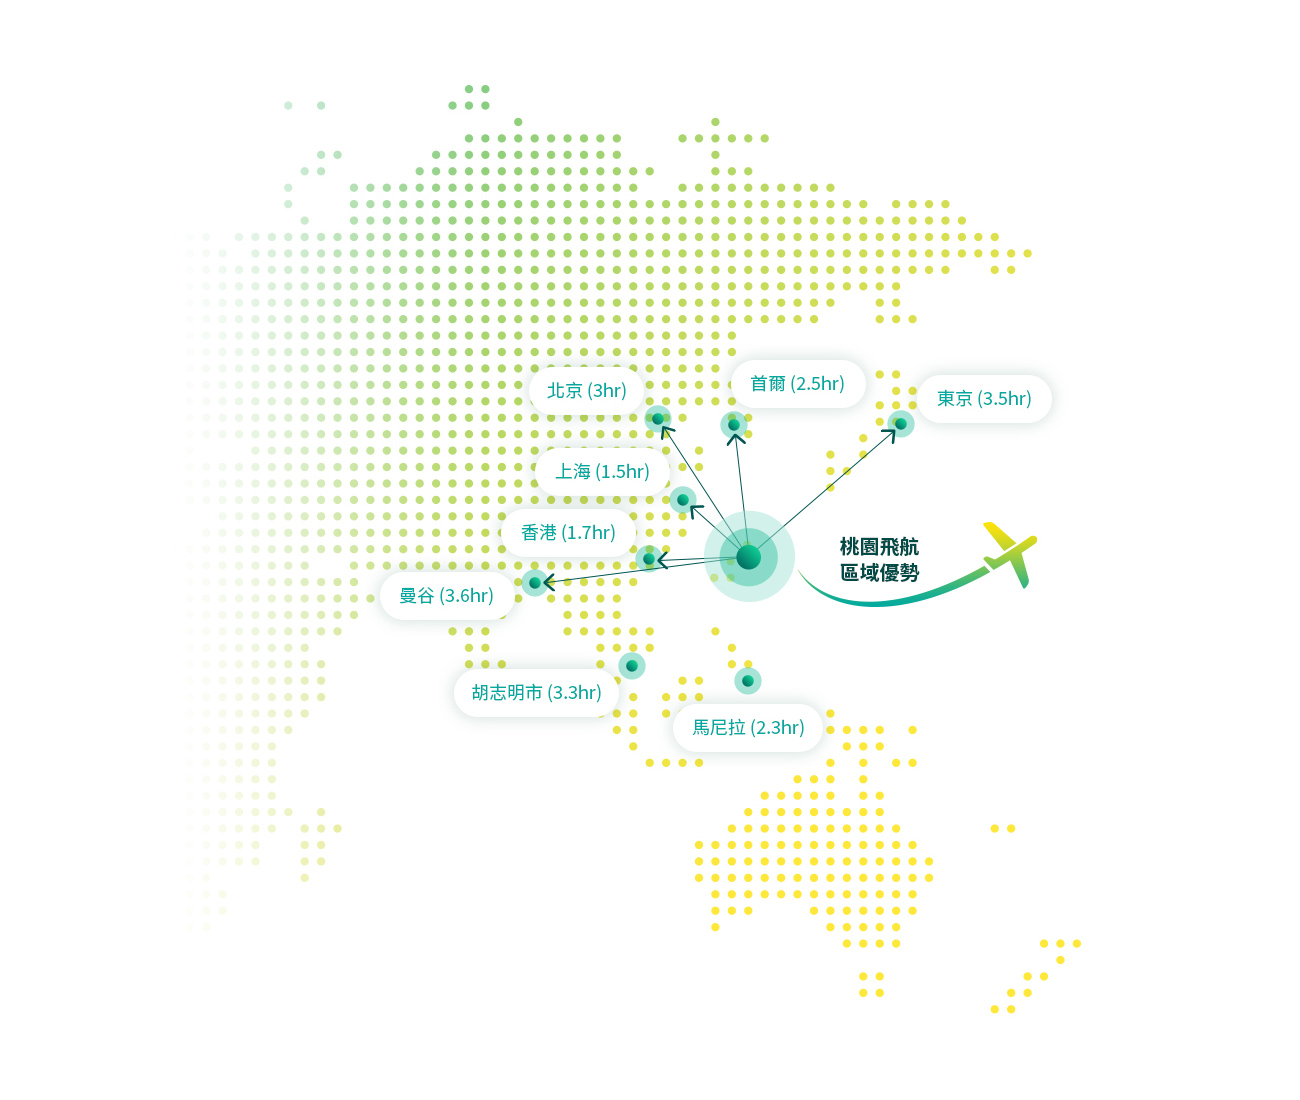 首爾 (2.5hr)
北京 (3hr)
東京 (3.5hr)
上海 (1.5hr)
香港 (1.7hr)
桃園飛航
區域優勢
曼谷 (3.6hr)
胡志明市 (3.3hr)
馬尼拉 (2.3hr)